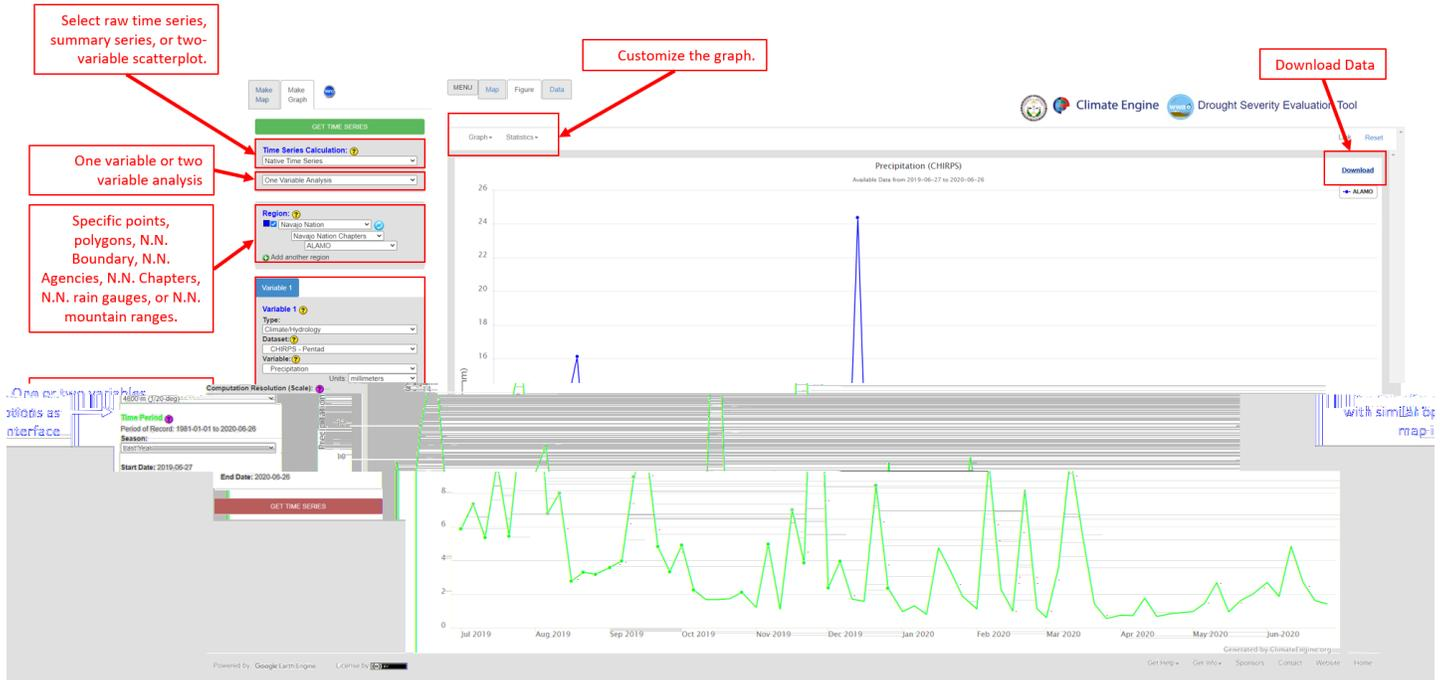 Select raw time series,
summary series, or two-
variable scatterplot.
Customize the graph.
Download Data
Make
Map
Make
Graph
MENU
Map
Figure
Data
Climate Engine
Drought Severity Evaluation Tool
GET TIME SERIES
Graph
Statistics
Reset
Time Series Calculation:
Native Time Series
One variable or two
variable analysis
One Variable Analysis
Precipitation (CHIRPS)
Available Data from 2019-06-27 to 2020-06-26
Download
ALAMO
Specific points,
polygons, N.N.
Boundary, N.N.
Agencies, N.N. Chapters,
N.N. rain gauges, or N.N.
mountain ranges.
Region:
Navajo Nation
Navajo Nation Chapters
ALAMO
Add another region
Variable 1
Variable 1
Type:
Climate/Hydrology
Dataset:
CHIRPS - Pentad
Variable:
Precipitation
Units: millimeters
26
24
22
20
18
16
Computation Resolution (Scale):
4800 m (1/20-deg)
One or two variables
with similar
Time Period
Period of Record: 1981-01-01 to 2020-06-26
Season:
Start Date: 2019-06-27
End Date: 2020-06-26
GET TIME SERIES
Precipitation
10
8
6
4
2
0
Jul 2019
Aug 2019
Sep 2019
Oct 2019
Nov 2019
Dec 2019
Jan 2020
Feb 2020
Mar 2020
Apr 2020
May 2020
Jun 2020
Generated by ClimateEngine.org
Powered by Google Earth Engine
License by
Get Help
Get Info
Sponsors
Contact
Website
Home